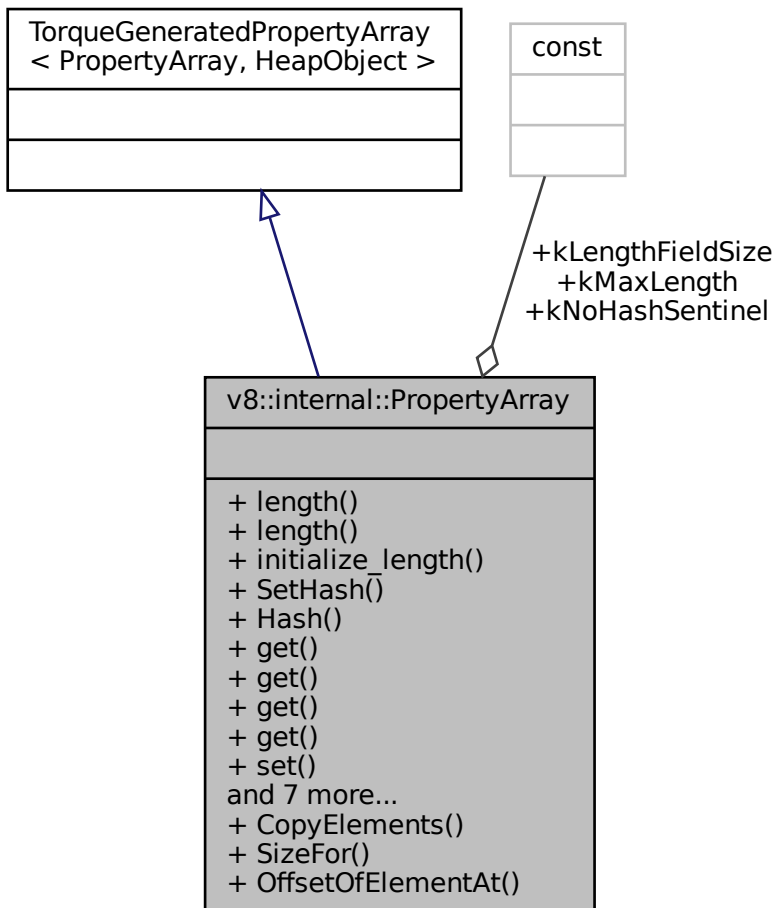 TorqueGeneratedPropertyArray
< PropertyArray, HeapObject >
const
+kLengthFieldSize
+kMaxLength
+kNoHashSentinel
v8::internal::PropertyArray
+ length()
+ length()
+ initialize_length()
+ SetHash()
+ Hash()
+ get()
+ get()
+ get()
+ get()
+ set()
and 7 more...
+ CopyElements()
+ SizeFor()
+ OffsetOfElementAt()